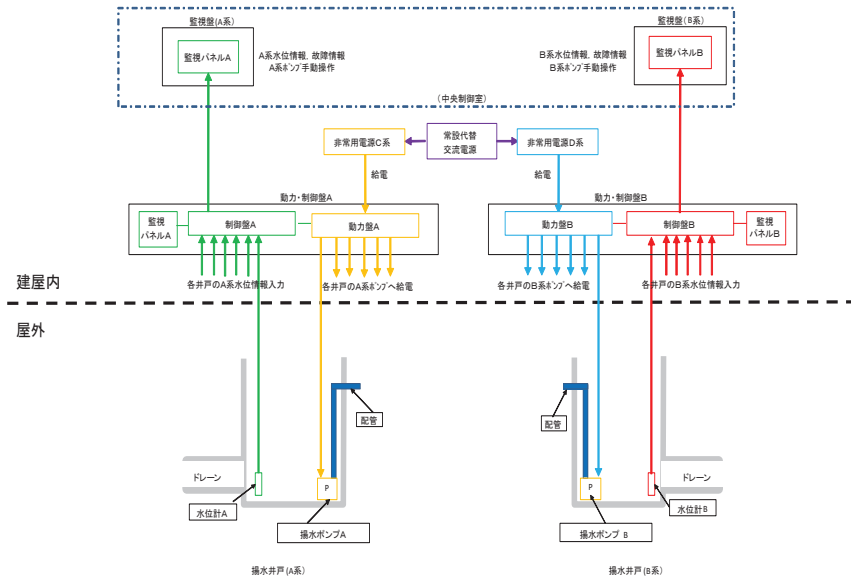 監視盤(A系)
監視盤(B系)
監視パネルA
A系水位情報, 故障情報
A系ポンプ手動操作
B系水位情報, 故障情報
B系ポンプ手動操作
監視パネルB
(中央制御室)
非常用電源C系
常設代替
交流電源
非常用電源D系
給電
給電
動力・制御盤A
動力・制御盤B
監視
パネルA
制御盤A
動力盤A
動力盤B
制御盤B
監視
パネルB
各井戸のA系水位情報入力
各井戸のA系ポンプへ給電
各井戸のB系ポンプへ給電
各井戸のB系水位情報入力
建屋内
屋外
配管
配管
ドレーン
P
P
ドレーン
水位計A
揚水ポンプA
揚水ポンプ B
水位計B
揚水井戸(A系)
揚水井戸(B系)